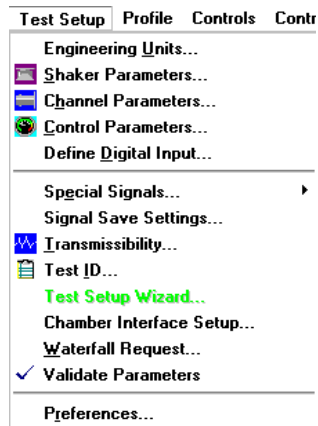 Test Setup Profile Controls Contr
Engineering Units...
Shaker Parameters...
Channel Parameters...
Control Parameters...
Define Digital Input...
Special Signals...
Signal Save Settings...
Transmissibility...
Test ID...
Test Setup Wizard...
Chamber Interface Setup...
Waterfall Request...
Validate Parameters
Preferences...